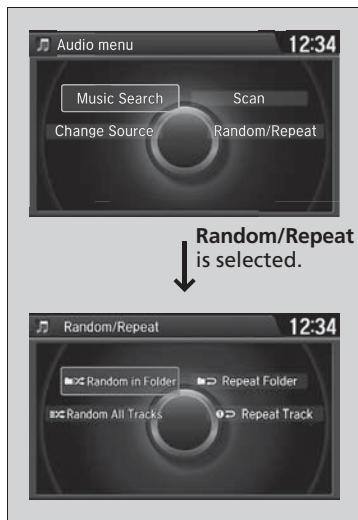 Audio menu 12:34
Music Search Scan
Change Source Random/Repeat
Random/Repeat
is selected.
Random/Repeat 12:34
Random in Folder Repeat Folder
Random All Tracks Repeat Track